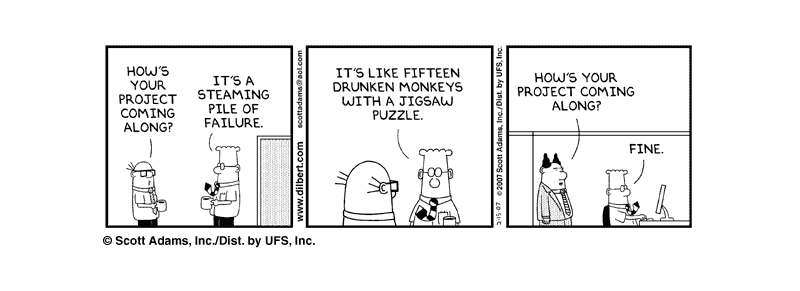 HOW'S
YOUR
PROJECT
COMING
ALONG?
IT'S A
STEAMING
PILE OF
FAILURE.
www.dilbert.com scottadams@aol.com
IT'S LIKE FIFTEEN
DRUNKEN MONKEYS
WITH A JIGSAW
PUZZLE.
2-15-07 ©2007 Scott Adams, Inc./Dist. by UFS, Inc.
HOW'S YOUR
PROJECT COMING
ALONG?
FINE.
© Scott Adams, Inc./Dist. by UFS, Inc.